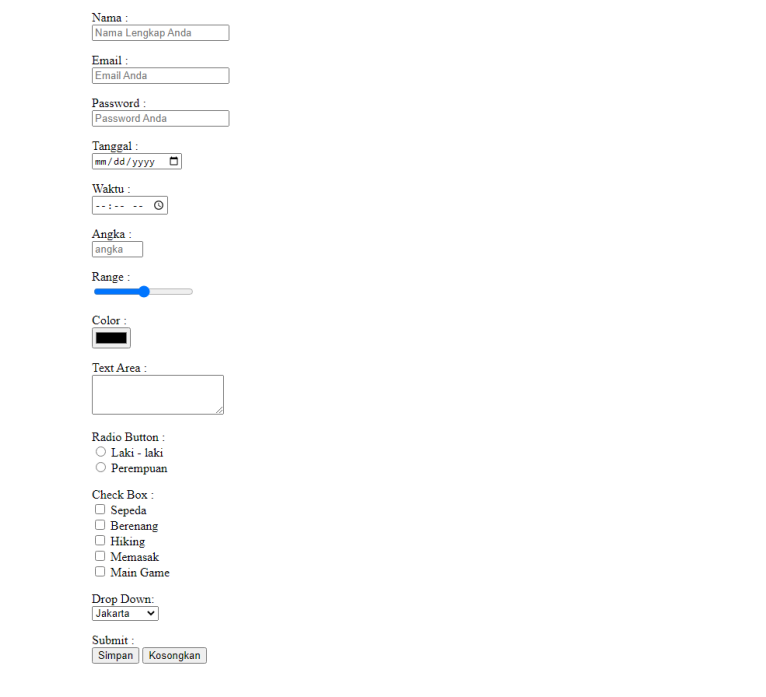 Nama :
Nama Lengkap Anda
Email :
Email Anda
Password :
Password Anda
Tanggal :
mm/dd/yyyy
Waktu :
--:-- --
Angka :
angka
Range :
Color :
Text Area :
Radio Button :
Laki - laki
Perempuan
Check Box :
Sepeda
Berenang
Hiking
Memasak
Main Game
Drop Down:
Jakarta
Submit :
Simpan Kosongkan